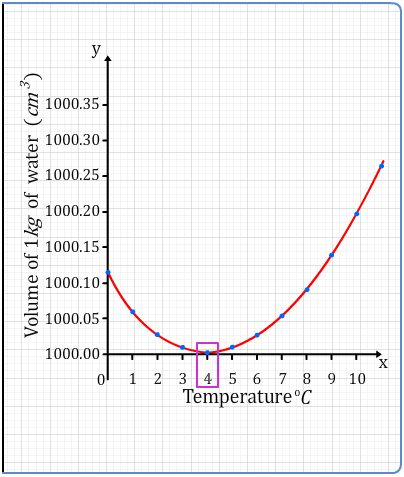 y
Volume of 1kg of water (cm³)
1000.35
1000.30
1000.25
1000.20
1000.15
1000.10
1000.05
1000.00
x
0 1 2 3 4 5 6 7 8 9 10
Temperature °C